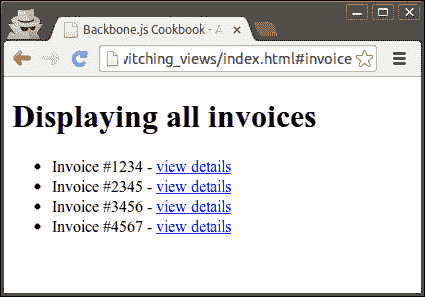 Backbone.js Cookbook - A
witching_views/index.html#invoice
Displaying all invoices
• Invoice #1234 - view details
• Invoice #2345 - view details
• Invoice #3456 - view details
• Invoice #4567 - view details